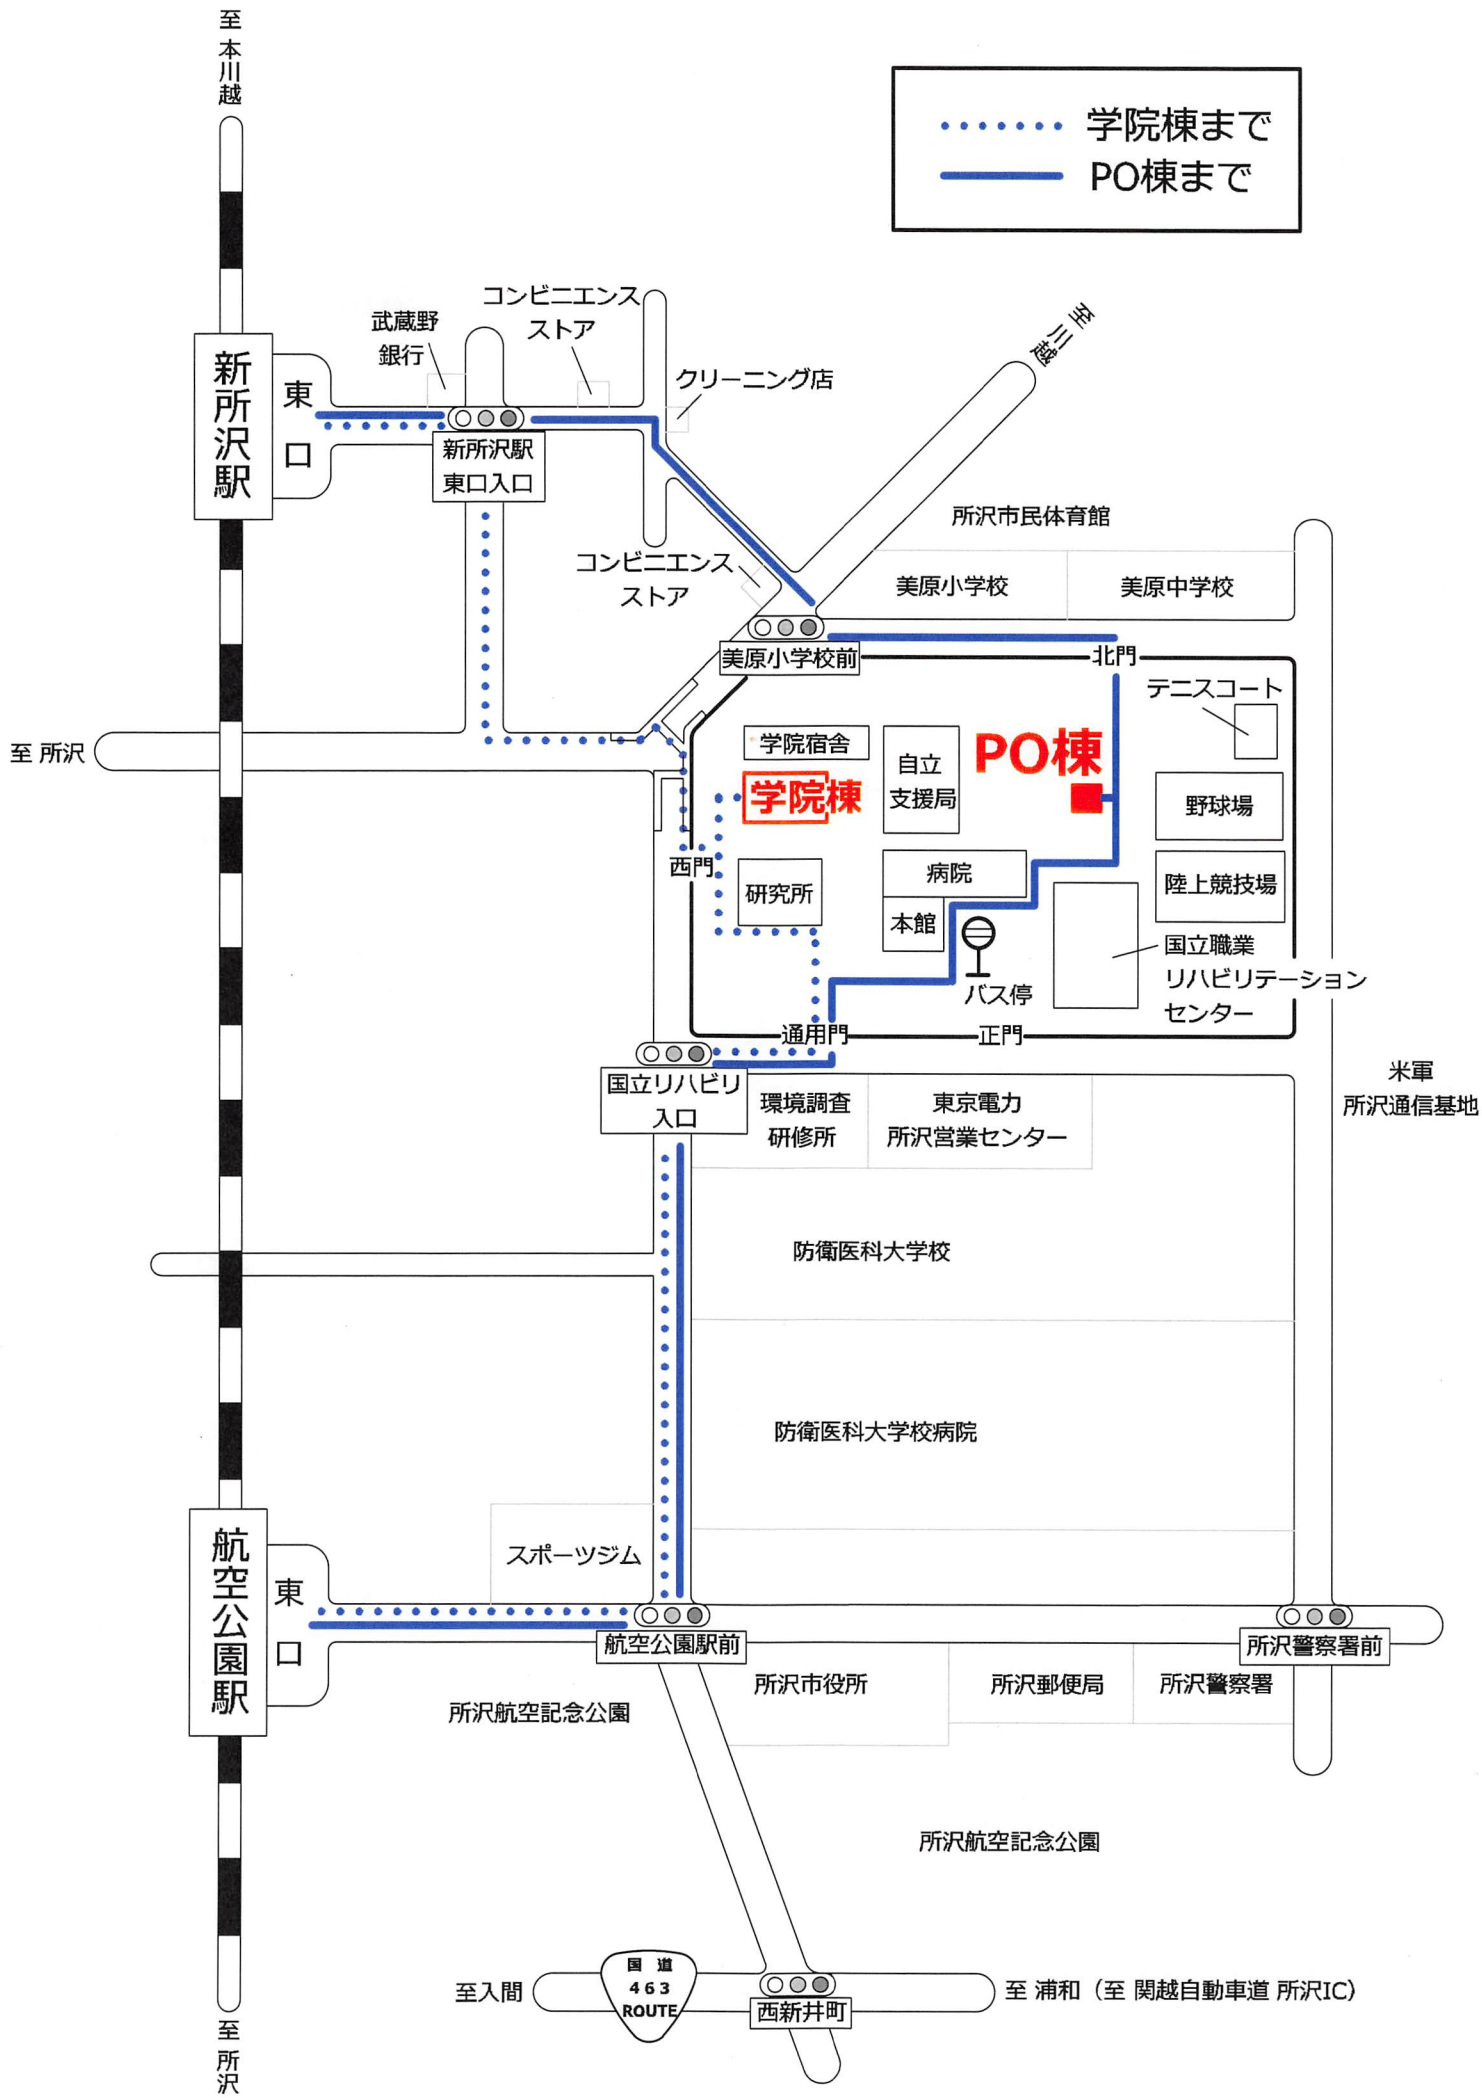 至 本川越
学院棟まで
PO棟まで
コンビニエンス
ストア
武蔵野
銀行
クリーニング店
至川越
新所沢駅
東口
新所沢駅
東口入口
所沢市民体育館
コンビニエンス
ストア
美原小学校
美原中学校
美原小学校前
北門
テニスコート
至 所沢
学院宿舎
自立
支援局
PO棟
学院棟
野球場
西門
研究所
病院
本館
陸上競技場
国立職業
リハビリテーション
センター
バス停
通用門
正門
国立リハビリ
入口
環境調査
研修所
東京電力
所沢営業センター
米軍
所沢通信基地
防衛医科大学校
防衛医科大学校病院
スポーツジム
航空公園駅
東口
航空公園駅前
所沢警察署前
所沢市役所
所沢郵便局
所沢警察署
所沢航空記念公園
所沢航空記念公園
国道
463
ROUTE
至入間
至 浦和（至 関越自動車道 所沢IC）
西新井町
至 所沢